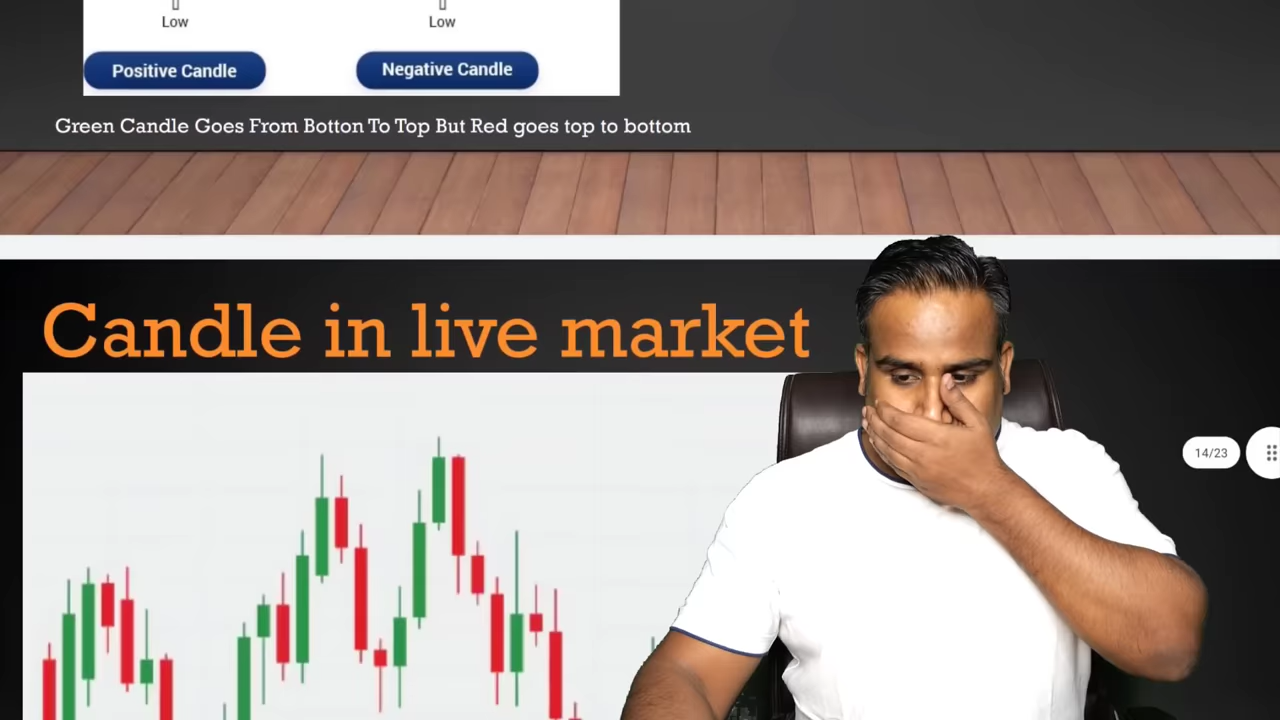 Low
Low
Positive Candle
Negative Candle
Green Candle Goes From Botton To Top But Red goes top to bottom
Candle in live market
14/23